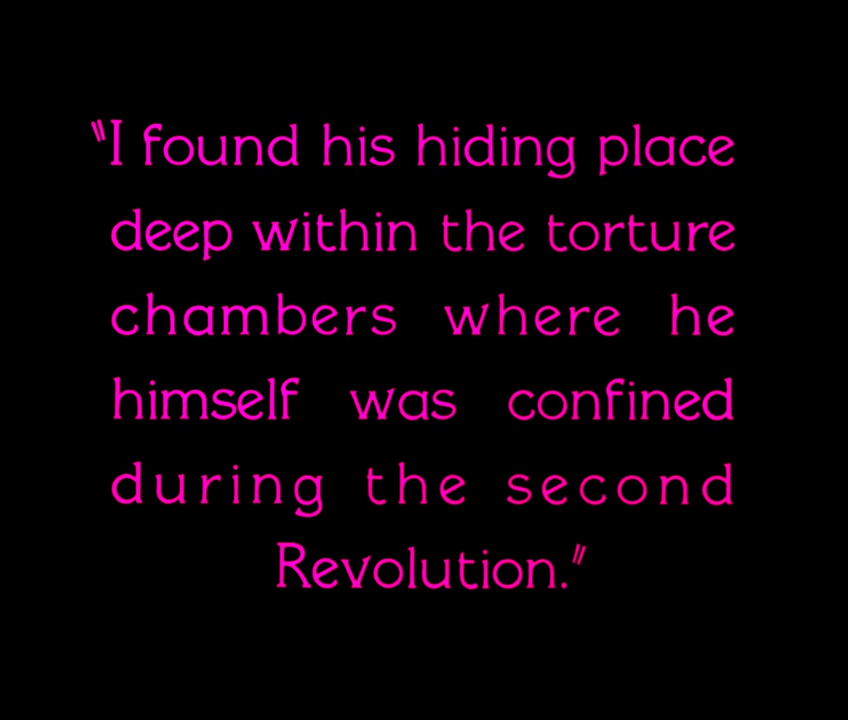 "I found his hiding place
deep within the torture
chambers where he
himself was confined
during the second
Revolution."